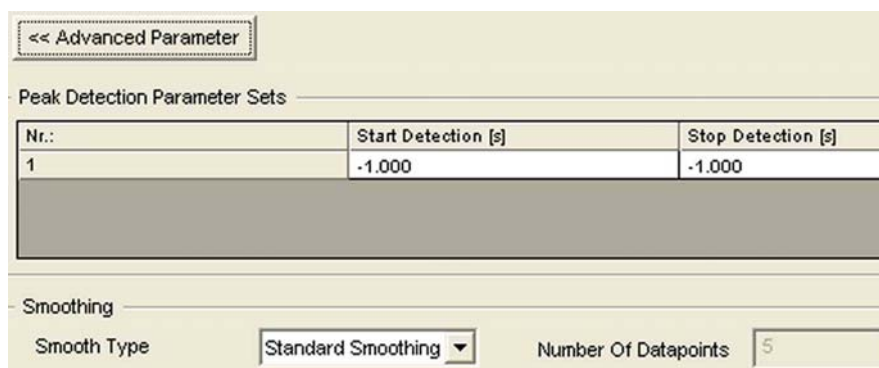 << Advanced Parameter
Peak Detection Parameter Sets
Nr.: Start Detection [s] Stop Detection [s]
1 -1.000 -1.000
Smoothing
Smooth Type Standard Smoothing Number Of Datapoints 5